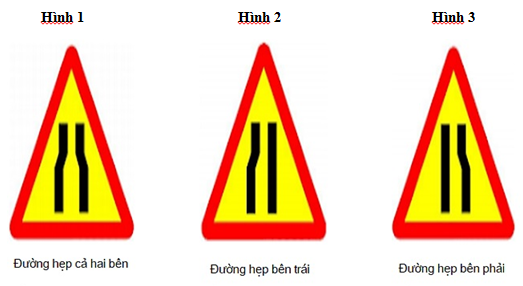 Hình 1
Hình 2
Hình 3
Đường hẹp cả hai bên
Đường hẹp bên trái
Đường hẹp bên phải